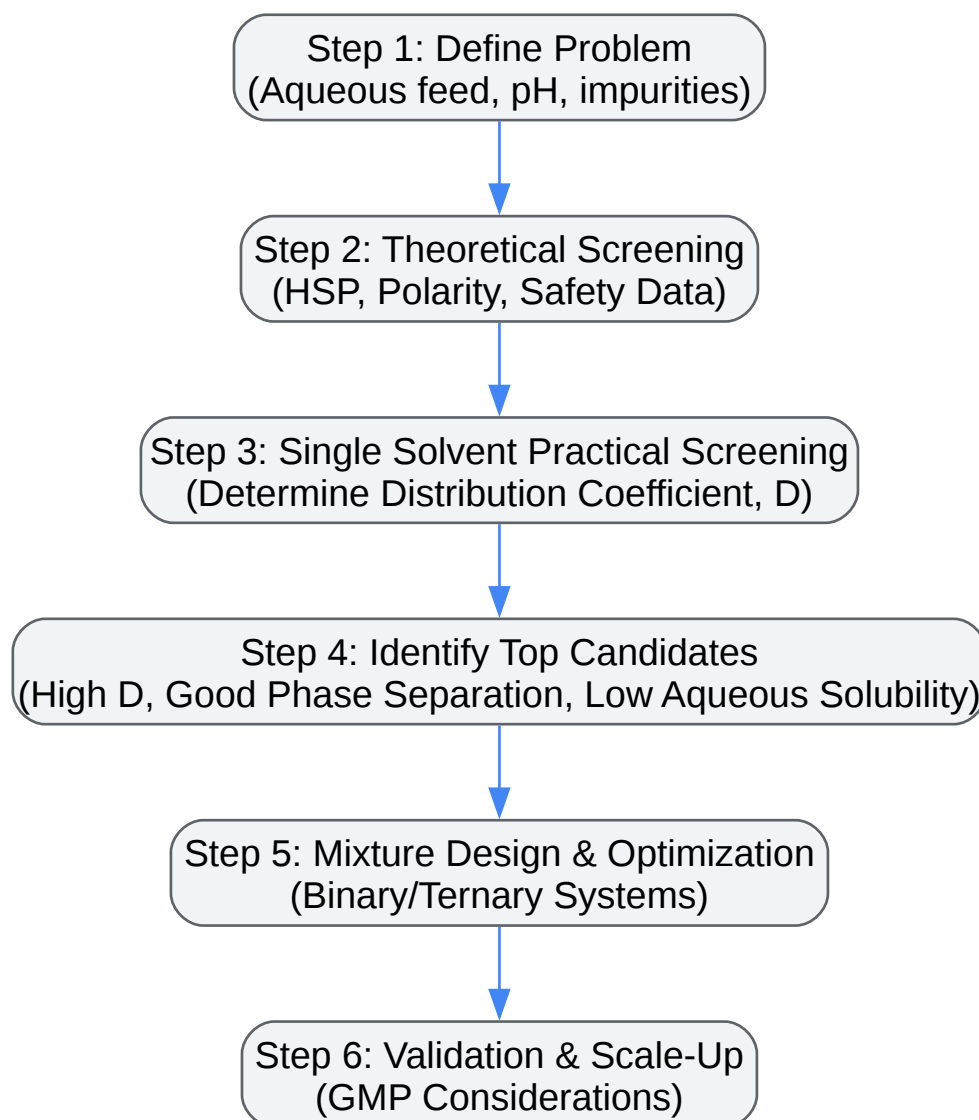 Step 1: Define Problem
(Aqueous feed, pH, impurities)
Step 2: Theoretical Screening
(HSP, Polarity, Safety Data)
Step 3: Single Solvent Practical Screening
(Determine Distribution Coefficient, D)
Step 4: Identify Top Candidates
(High D, Good Phase Separation, Low Aqueous Solubility)
Step 5: Mixture Design & Optimization
(Binary/Ternary Systems)
Step 6: Validation & Scale-Up
(GMP Considerations)